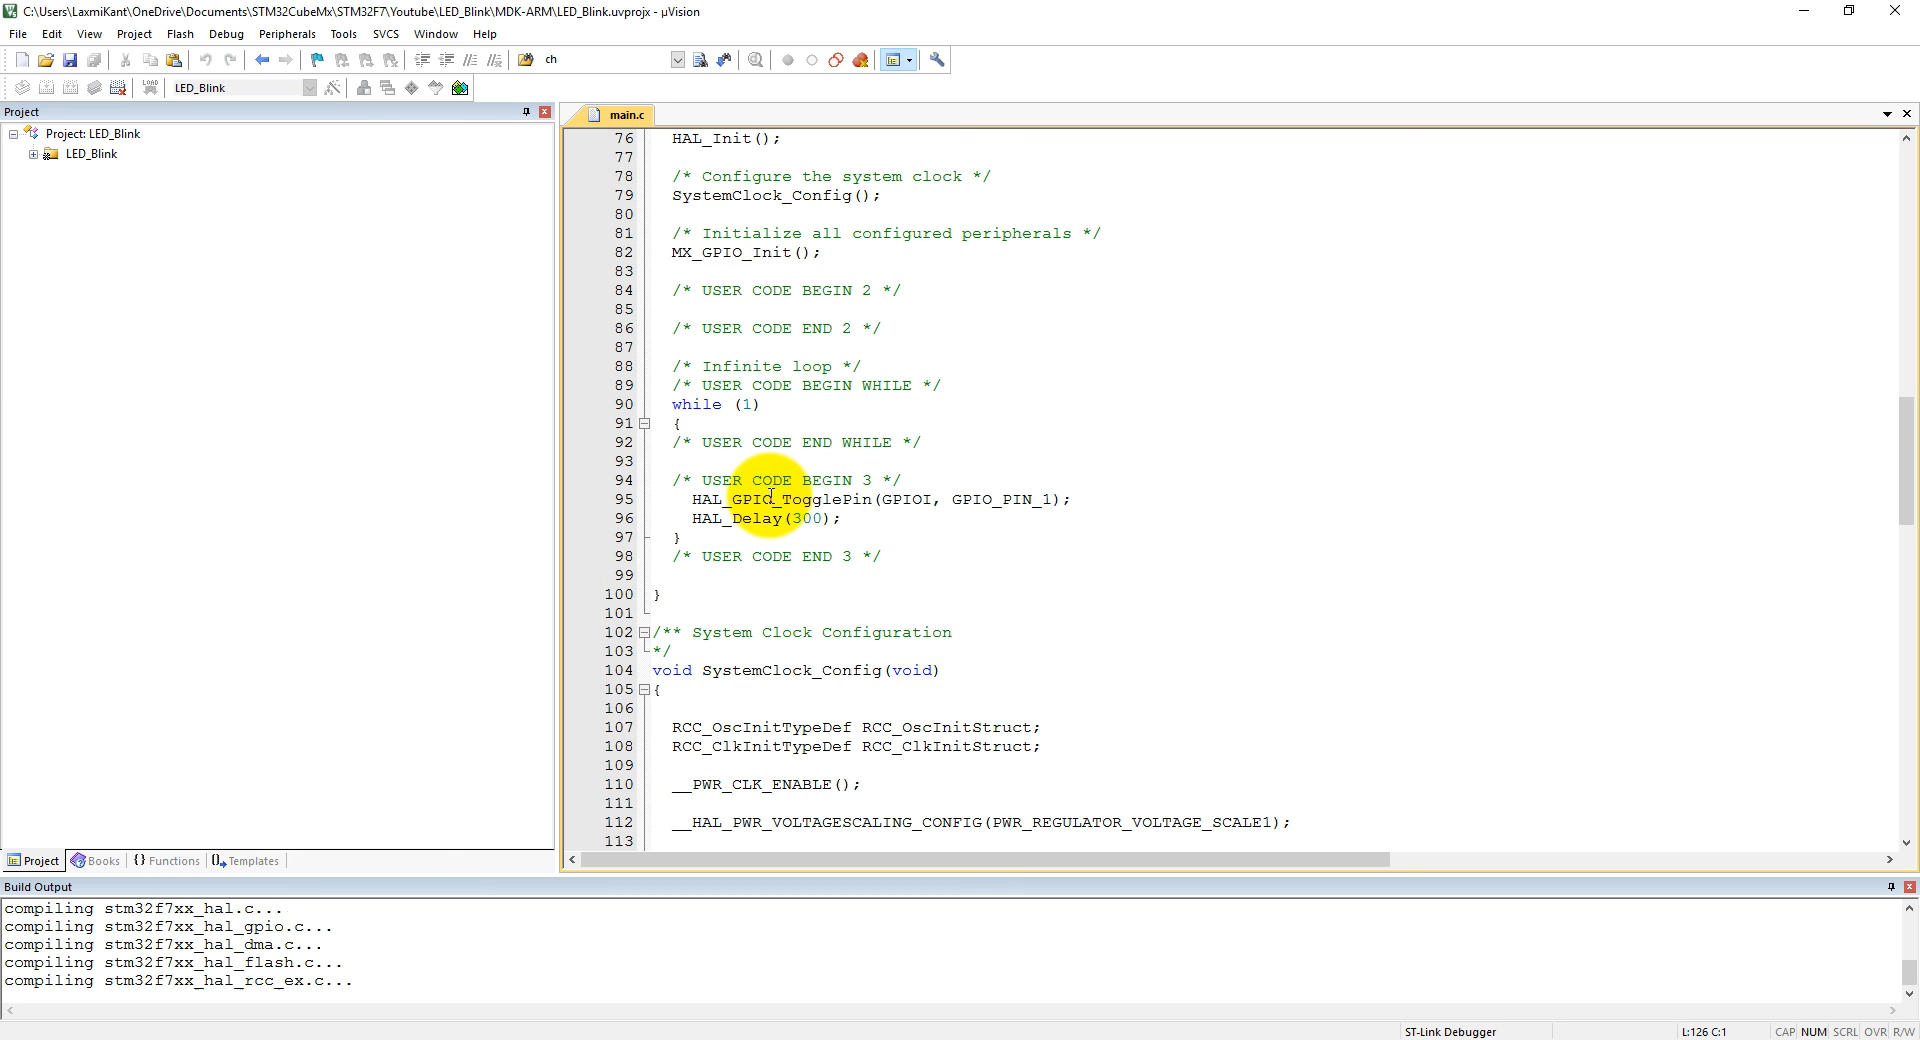 C:\Users\LaxmiKant\OneDrive\Documents\STM32CubeMx\STM32F7\Youtube\LED_Blink\MDK-ARM\LED_Blink.uvprojx - µVision
File Edit View Project Flash Debug Peripherals Tools SVCS Window Help
ch
LOAD LED_Blink
Project
Project: LED_Blink
LED_Blink
main.c
76 HAL_Init();
77
78 /* Configure the system clock */
79 SystemClock_Config();
80
81 /* Initialize all configured peripherals */
82 MX_GPIO_Init();
83
84 /* USER CODE BEGIN 2 */
85
86 /* USER CODE END 2 */
87
88 /* Infinite loop */
89 /* USER CODE BEGIN WHILE */
90 while (1)
91 {
92 /* USER CODE END WHILE */
93
94 /* USER CODE BEGIN 3 */
95 HAL_GPIO_TogglePin(GPIOI, GPIO_PIN_1);
96 HAL_Delay(300);
97 }
98 /* USER CODE END 3 */
99
100 }
101
102 /** System Clock Configuration
103 */
104 void SystemClock_Config(void)
105 {
106
107 RCC_OscInitTypeDef RCC_OscInitStruct;
108 RCC_ClkInitTypeDef RCC_ClkInitStruct;
109
110 __PWR_CLK_ENABLE();
111
112 __HAL_PWR_VOLTAGESCALING_CONFIG(PWR_REGULATOR_VOLTAGE_SCALE1);
113
Project Books {} Functions Templates
Build Output
compiling stm32f7xx_hal.c...
compiling stm32f7xx_hal_gpio.c...
compiling stm32f7xx_hal_dma.c...
compiling stm32f7xx_hal_flash.c...
compiling stm32f7xx_hal_rcc_ex.c...
ST-Link Debugger L:126 C:1 CAP NUM SCRL OVR R/W